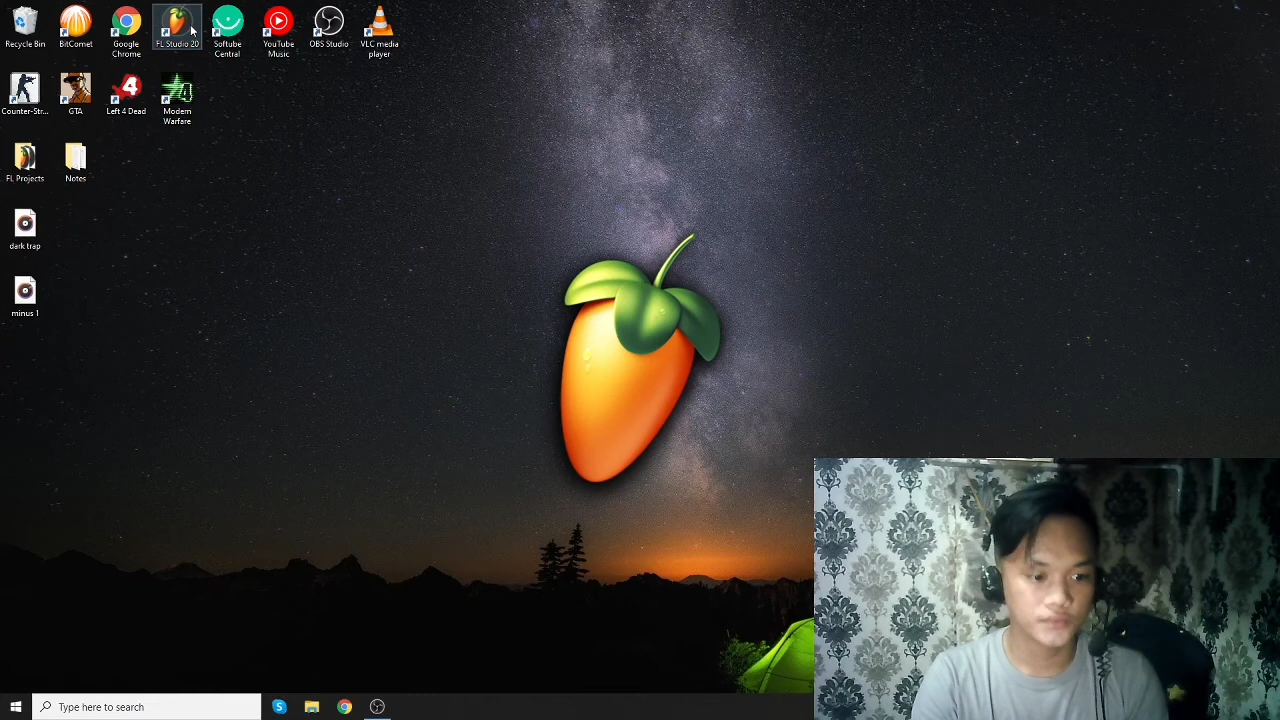 Recycle Bin
BitComet
Google
Chrome
FL Studio 20
Softube
Central
YouTube
Music
OBS Studio
VLC media
player
Counter-Str...
GTA
Left 4 Dead
Modern
Warfare
FL Projects
Notes
dark trap
minus 1
Type here to search